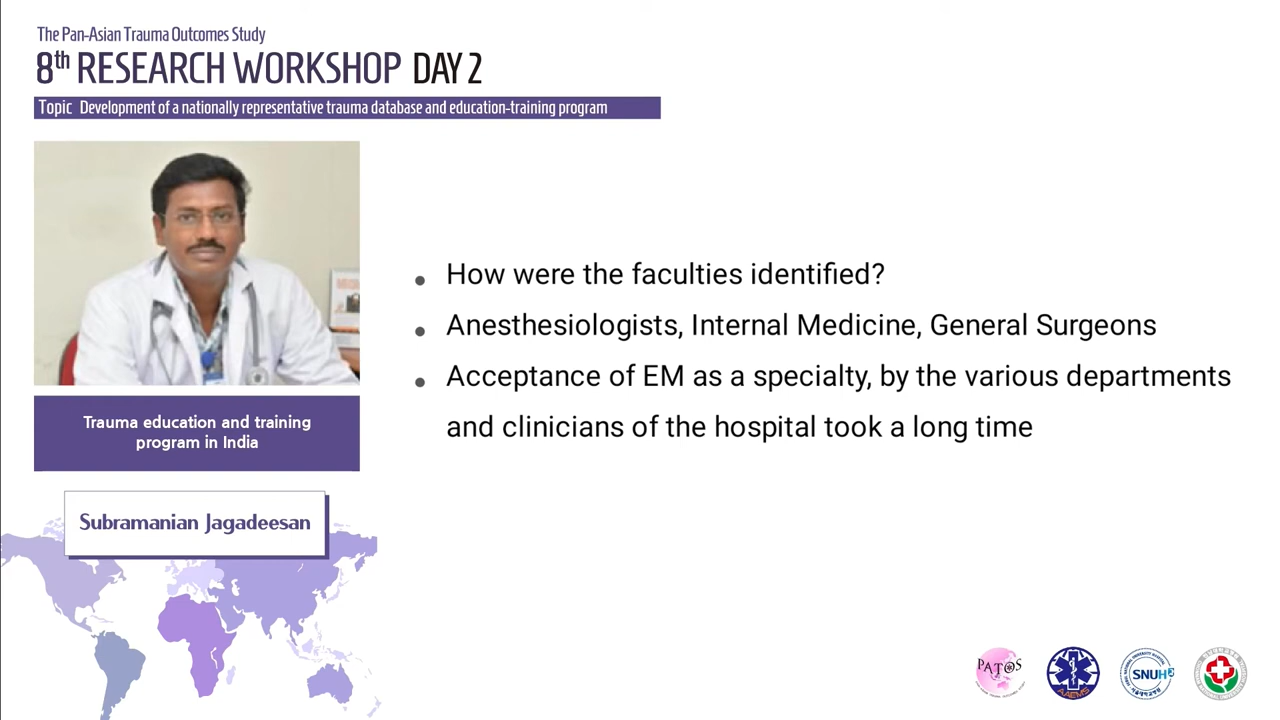 The Pan-Asian Trauma Outcomes Study
8th RESEARCH WORKSHOP DAY 2
Topic Development of a nationally representative trauma database and education-training program
Trauma education and training
program in India
Subramanian Jagadeesan
• How were the faculties identified?
• Anesthesiologists, Internal Medicine, General Surgeons
• Acceptance of EM as a specialty, by the various departments
and clinicians of the hospital took a long time
PATOS
AAEMS
SNUH